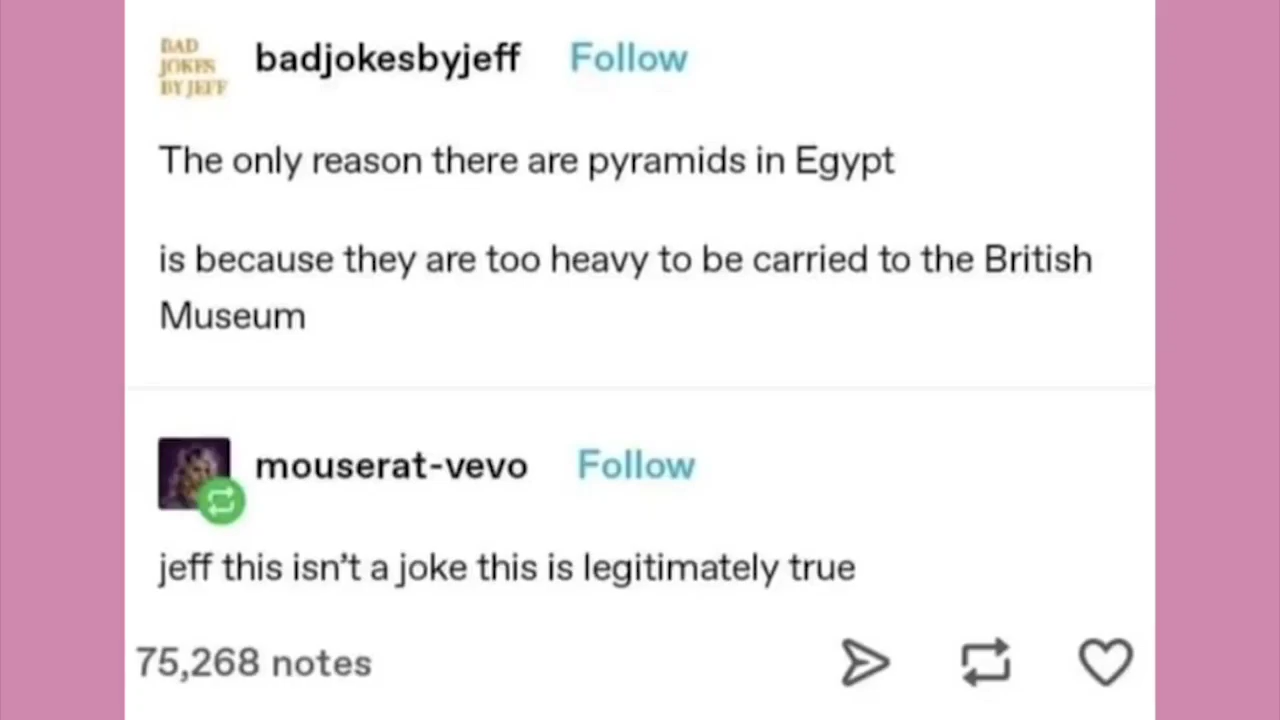 BAD
JOKES
BY JEFF
badjokesbyjeff Follow
The only reason there are pyramids in Egypt
is because they are too heavy to be carried to the British
Museum
mouserat-vevo Follow
jeff this isn't a joke this is legitimately true
75,268 notes